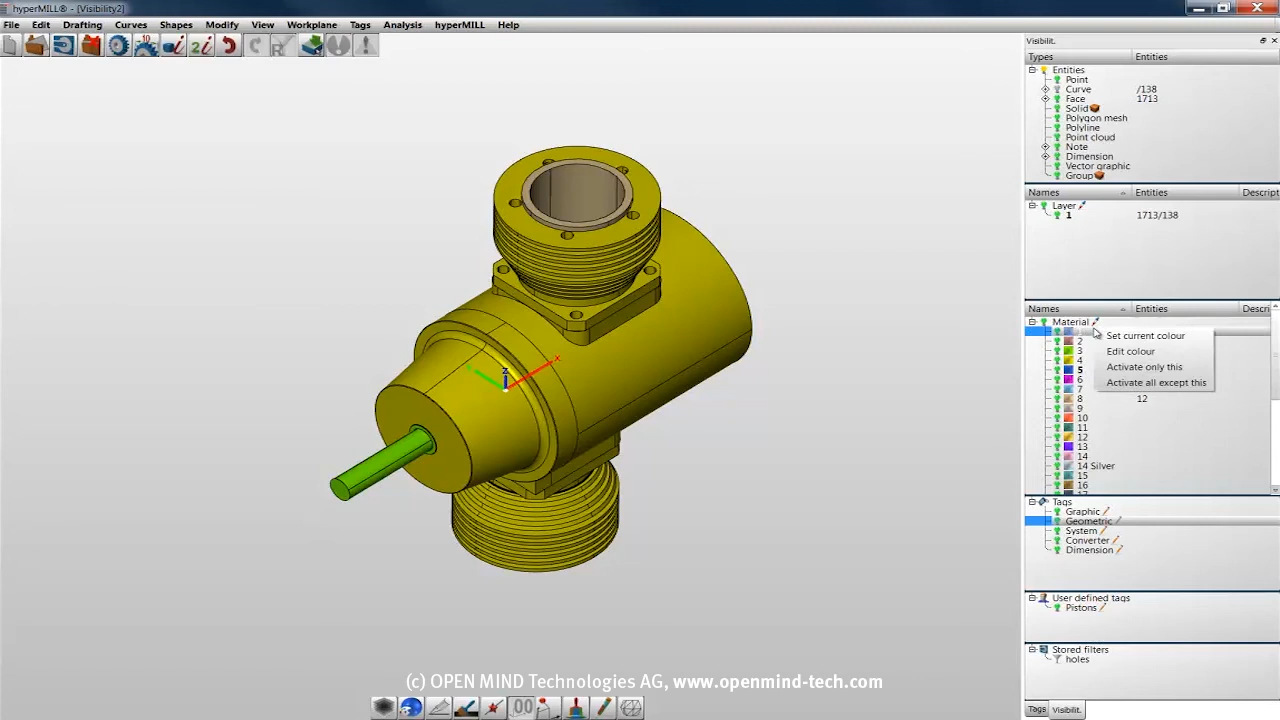 hyperMILL® - [Visibility2]
File Edit Drafting Curves Shapes Modify View Workplane Tags Analysis hyperMILL Help
Visibilit.
Types Entities
Entities
Point
Curve /138
Face 1713
Solid
Polygon mesh
Polyline
Point cloud
Note
Dimension
Vector graphic
Group
Names Entities Descript
Layer
1 1713/138
Names Entities Descri
Material
Set current colour
2
Edit colour
3
4
Activate only this
5
6
Activate all except this
7
8 12
9
10
11
12
13
14
14 Silver
15
16
17
Tags
Graphic
Geometric
System
Converter
Dimension
User defined tags
Pistons
Stored filters
holes
Tags Visibilit.
x
z
(c) OPEN MIND Technologies AG, www.openmind-tech.com